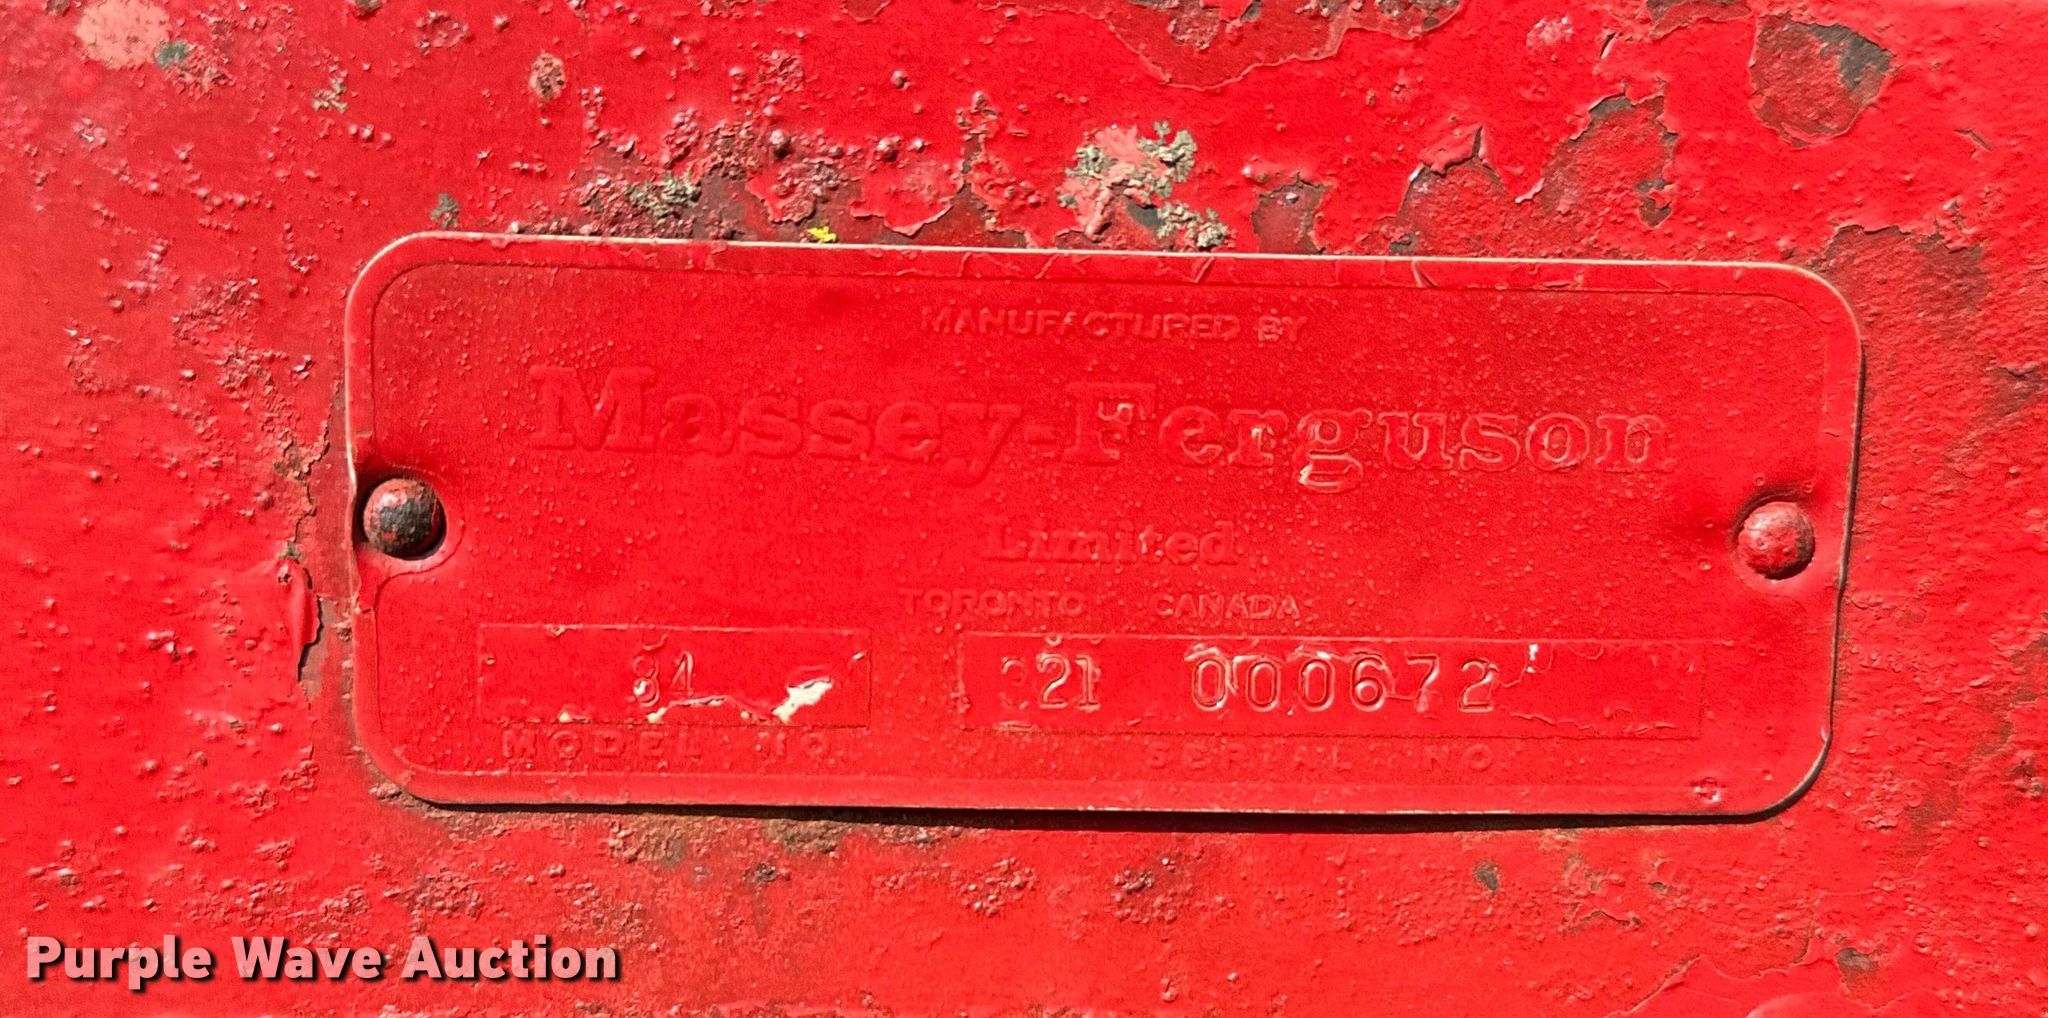 MANUFACTURED BY
Massey-Ferguson
Limited
TORONTO CANADA
84 21 000672
MODEL NO. SERIAL NO.
Purple Wave Auction